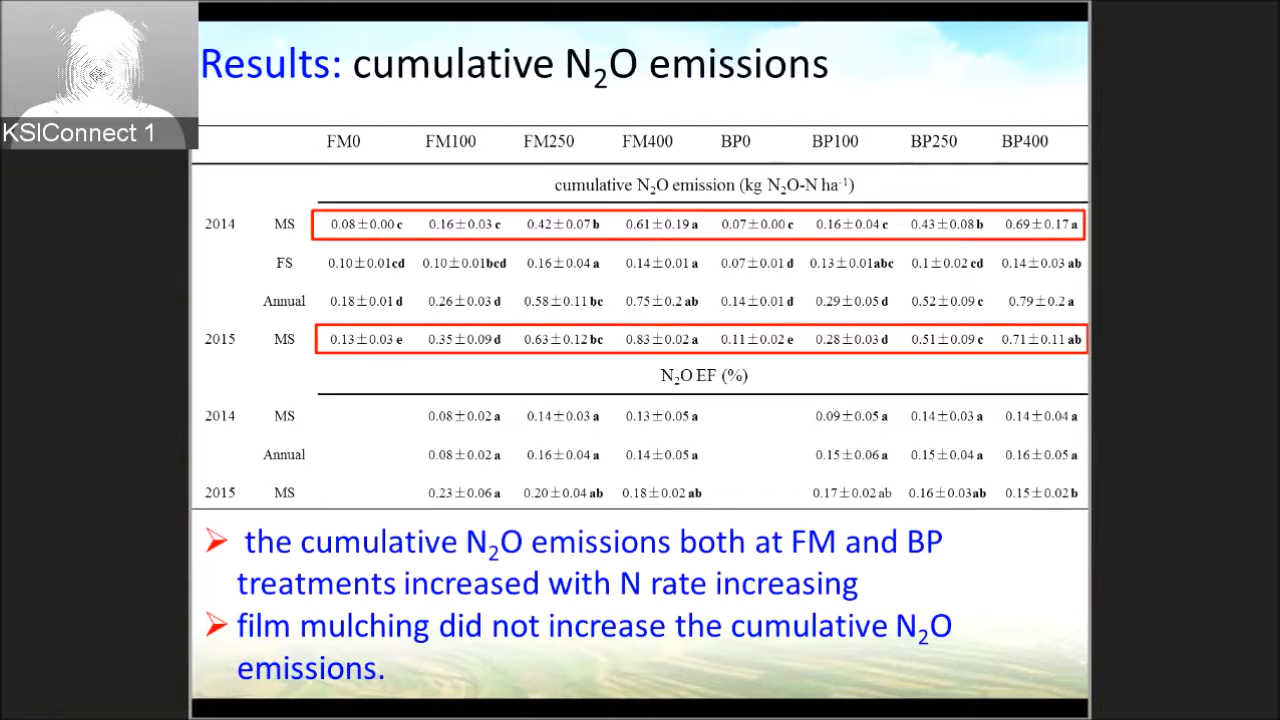 KSIConnect 1
Results: cumulative N2O emissions
FM0 FM100 FM250 FM400 BP0 BP100 BP250 BP400
cumulative N2O emission (kg N2O-N ha-1)
2014 MS 0.08±0.00 c 0.16±0.03 c 0.42±0.07 b 0.61±0.19 a 0.07±0.00 c 0.16±0.04 c 0.43±0.08 b 0.69±0.17 a
FS 0.10±0.01cd 0.10±0.01bcd 0.16±0.04 a 0.14±0.01 a 0.07±0.01 d 0.13±0.01abc 0.1±0.02 cd 0.14±0.03 ab
Annual 0.18±0.01 d 0.26±0.03 d 0.58±0.11 bc 0.75±0.2 ab 0.14±0.01 d 0.29±0.05 d 0.52±0.09 c 0.79±0.2 a
2015 MS 0.13±0.03 e 0.35±0.09 d 0.63±0.12 bc 0.83±0.02 a 0.11±0.02 e 0.28±0.03 d 0.51±0.09 c 0.71±0.11 ab
N2O EF (%)
2014 MS 0.08±0.02 a 0.14±0.03 a 0.13±0.05 a 0.09±0.05 a 0.14±0.03 a 0.14±0.04 a
Annual 0.08±0.02 a 0.16±0.04 a 0.14±0.05 a 0.15±0.06 a 0.15±0.04 a 0.16±0.05 a
2015 MS 0.23±0.06 a 0.20±0.04 ab 0.18±0.02 ab 0.17±0.02 ab 0.16±0.03ab 0.15±0.02 b
the cumulative N2O emissions both at FM and BP
treatments increased with N rate increasing
film mulching did not increase the cumulative N2O
emissions.